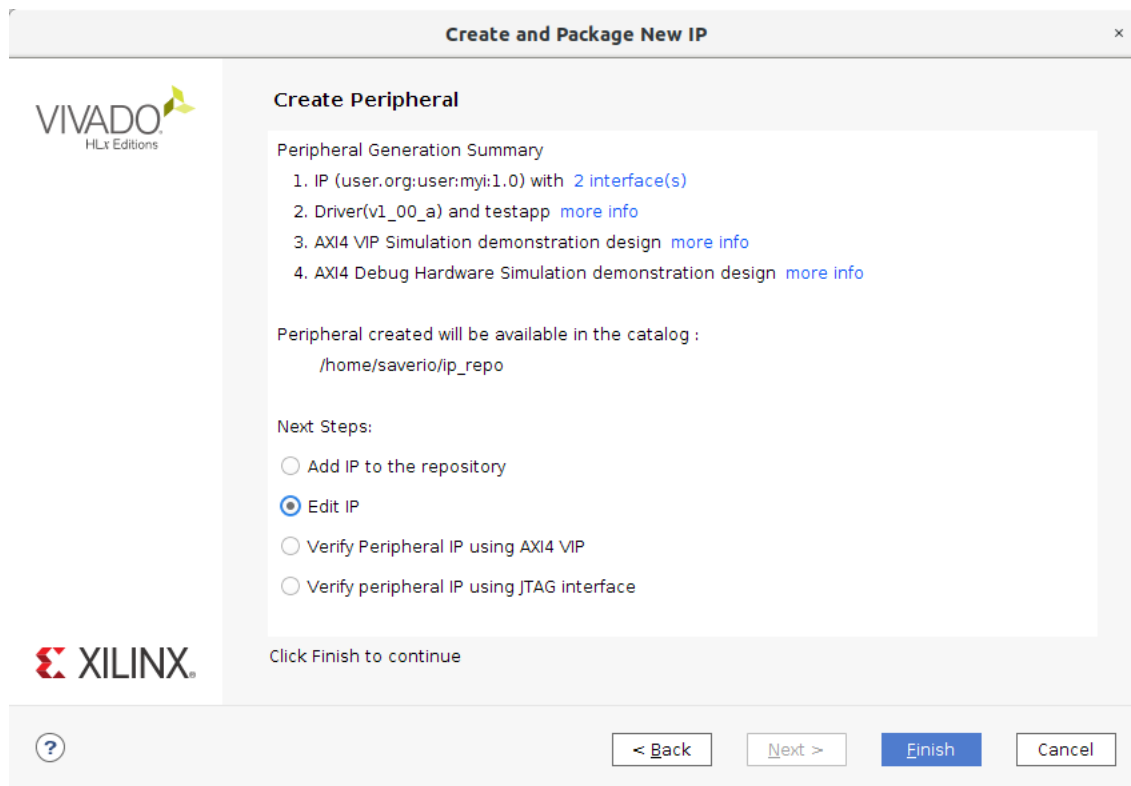 Create and Package New IP
×
VIVADO.
HLx Editions
Create Peripheral
Peripheral Generation Summary
1. IP (user.org:user:myi:1.0) with 2 interface(s)
2. Driver(v1_00_a) and testapp more info
3. AXI4 VIP Simulation demonstration design more info
4. AXI4 Debug Hardware Simulation demonstration design more info
Peripheral created will be available in the catalog :
/home/saverio/ip_repo
Next Steps:
Add IP to the repository
Edit IP
Verify Peripheral IP using AXI4 VIP
Verify peripheral IP using JTAG interface
XILINX.
Click Finish to continue
?
< Back
Next >
Finish
Cancel